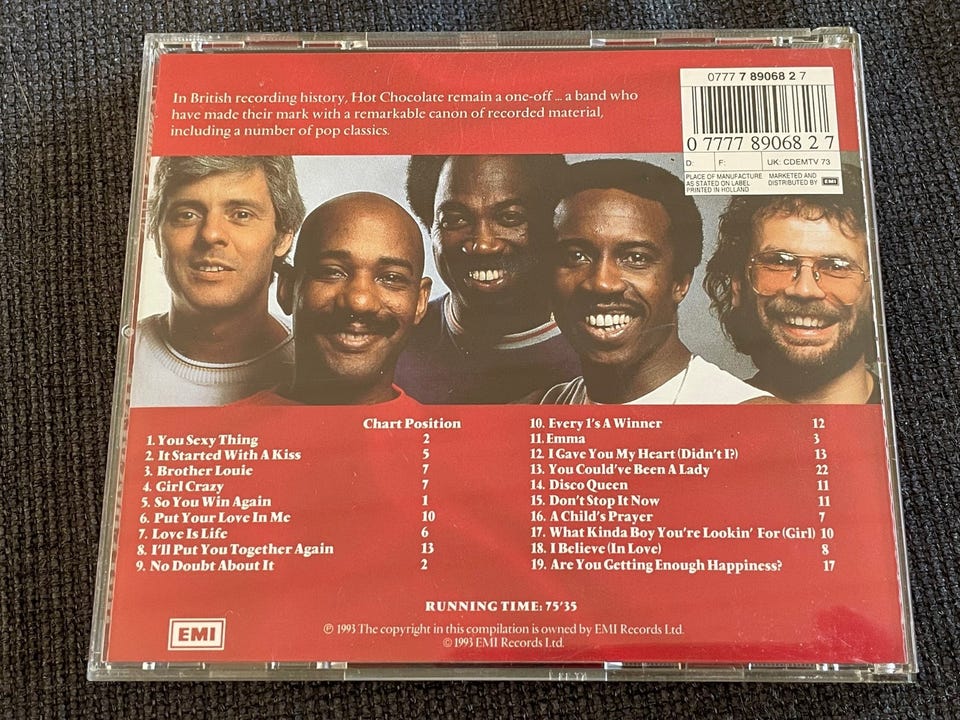 In British recording history, Hot Chocolate remain a one-off ... a band who
have made their mark with a remarkable canon of recorded material,
including a number of pop classics.
0777 7 89068 2 7
0 7777 89068 2 7
D: F: UK: CDEMTV 73
PLACE OF MANUFACTURE
AS STATED ON LABEL
PRINTED IN HOLLAND
MARKETED AND
DISTRIBUTED BY EMI
Chart Position
1. You Sexy Thing 2
2. It Started With A Kiss 5
3. Brother Louie 7
4. Girl Crazy 7
5. So You Win Again 1
6. Put Your Love In Me 10
7. Love Is Life 6
8. I'll Put You Together Again 13
9. No Doubt About It 2
10. Every 1's A Winner 12
11. Emma 3
12. I Gave You My Heart (Didn't I?) 13
13. You Could've Been A Lady 22
14. Disco Queen 11
15. Don't Stop It Now 11
16. A Child's Prayer 7
17. What Kinda Boy You're Lookin' For (Girl) 10
18. I Believe (In Love) 8
19. Are You Getting Enough Happiness? 17
RUNNING TIME: 75'35
EMI
℗ 1993 The copyright in this compilation is owned by EMI Records Ltd.
© 1993 EMI Records Ltd.